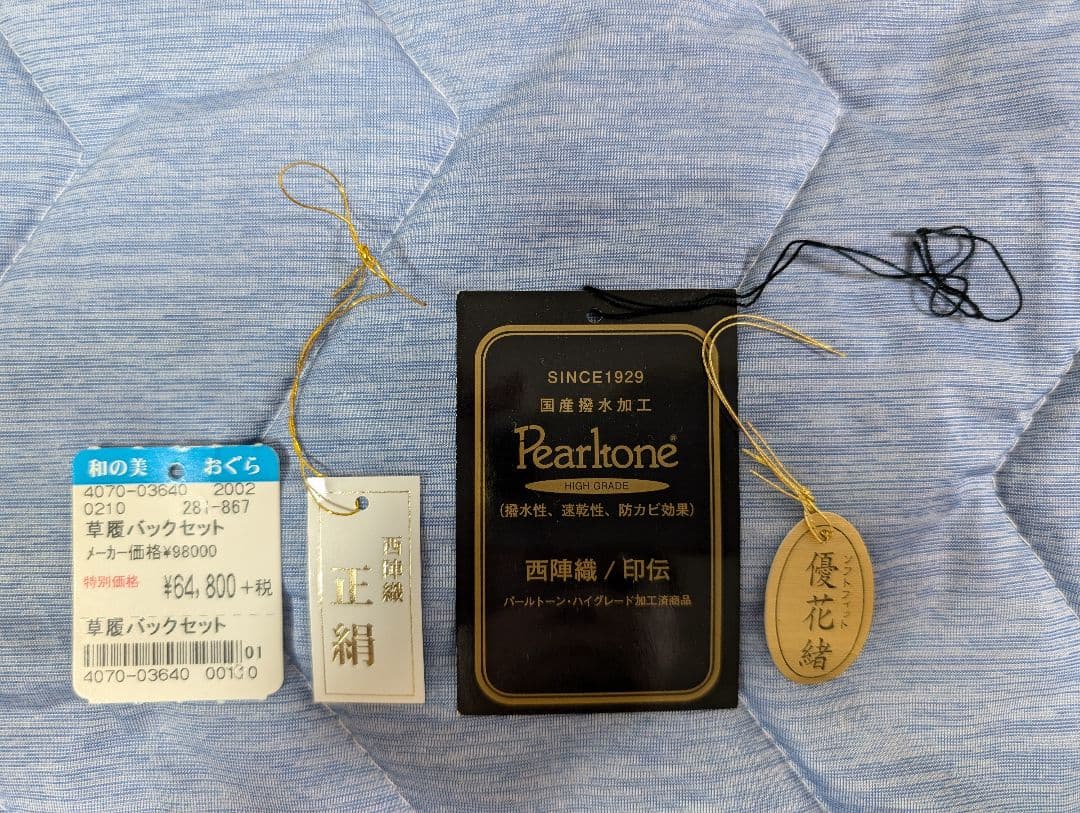 和の美 おぐら
4070-03640 2002
0210 281-867
草履バックセット
メーカー価格¥98000
特別価格 ¥64,800+税
草履バックセット
01
4070-03640 00110
西陣織
正絹
SINCE1929
国産撥水加工
Pearltone®
HIGH GRADE
(撥水性、速乾性、防カビ効果)
西陣織/印伝
パールトーン・ハイグレード加工済商品
ソフトフィット
優花緒